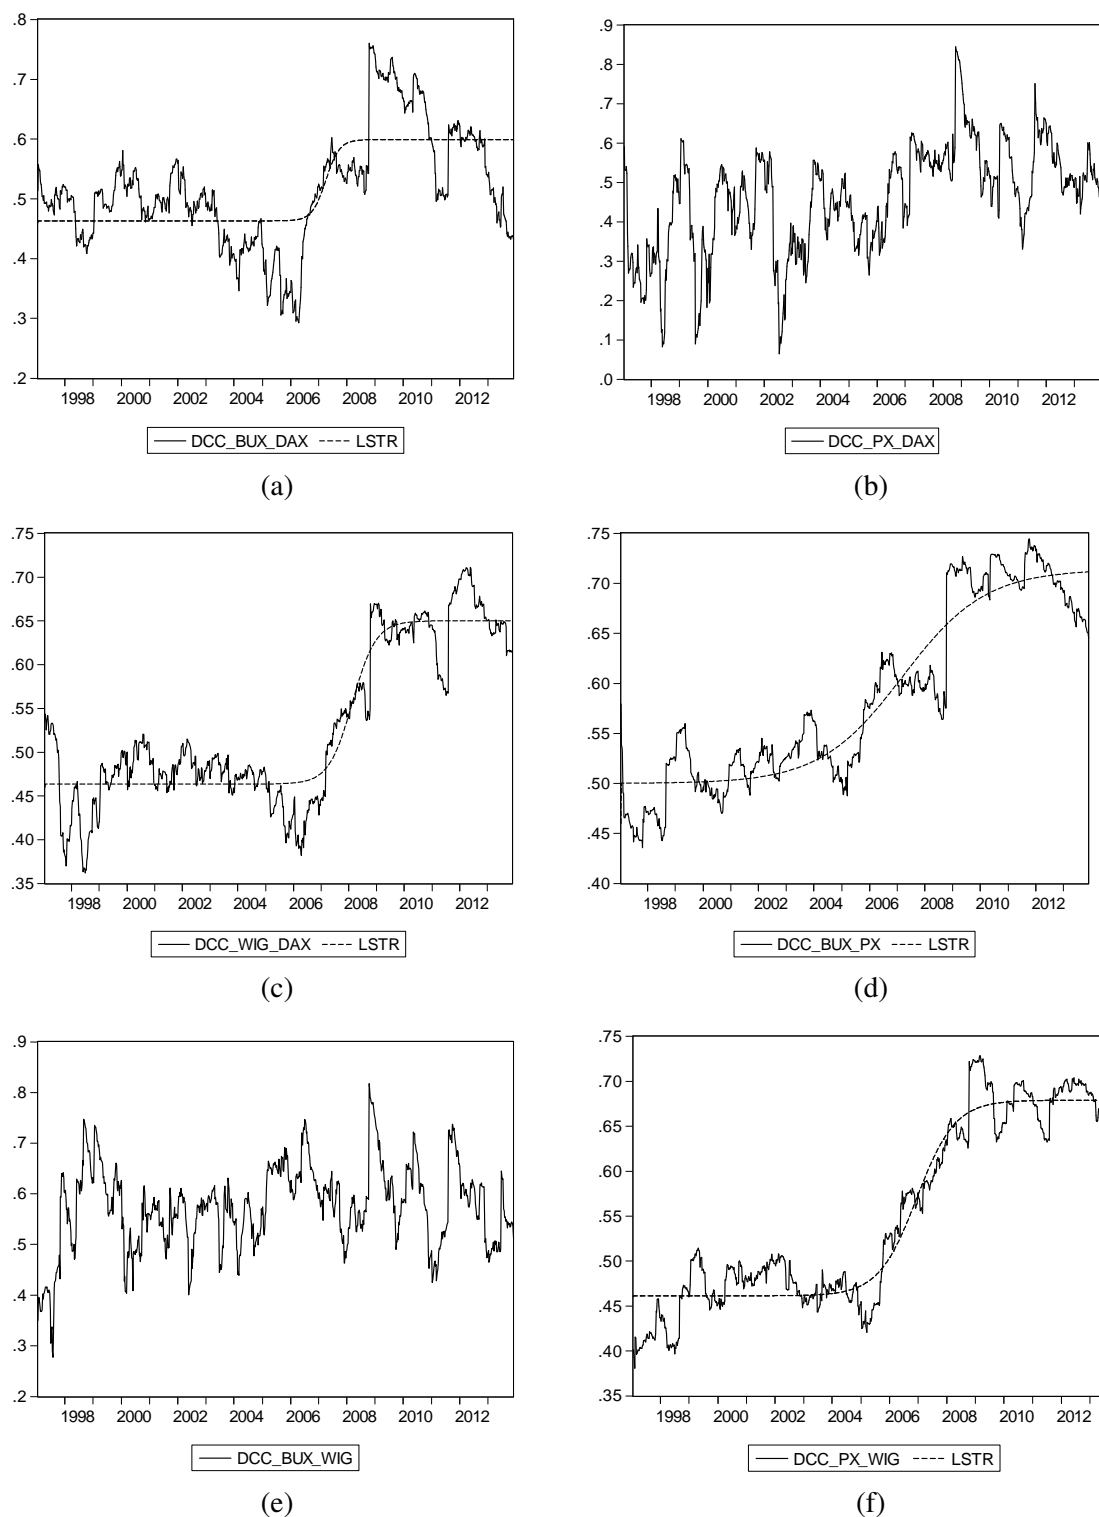 .8
.7
.6
.5
.4
.3
.2
1998 2000 2002 2004 2006 2008 2010 2012
DCC_BUX_DAX LSTR
(a)
.9
.8
.7
.6
.5
.4
.3
.2
.1
.0
1998 2000 2002 2004 2006 2008 2010 2012
DCC_PX_DAX
(b)
.75
.70
.65
.60
.55
.50
.45
.40
.35
1998 2000 2002 2004 2006 2008 2010 2012
DCC_WIG_DAX LSTR
(c)
.75
.70
.65
.60
.55
.50
.45
.40
1998 2000 2002 2004 2006 2008 2010 2012
DCC_BUX_PX LSTR
(d)
.9
.8
.7
.6
.5
.4
.3
.2
1998 2000 2002 2004 2006 2008 2010 2012
DCC_BUX_WIG
(e)
.75
.70
.65
.60
.55
.50
.45
.40
.35
1998 2000 2002 2004 2006 2008 2010 2012
DCC_PX_WIG LSTR
(f)